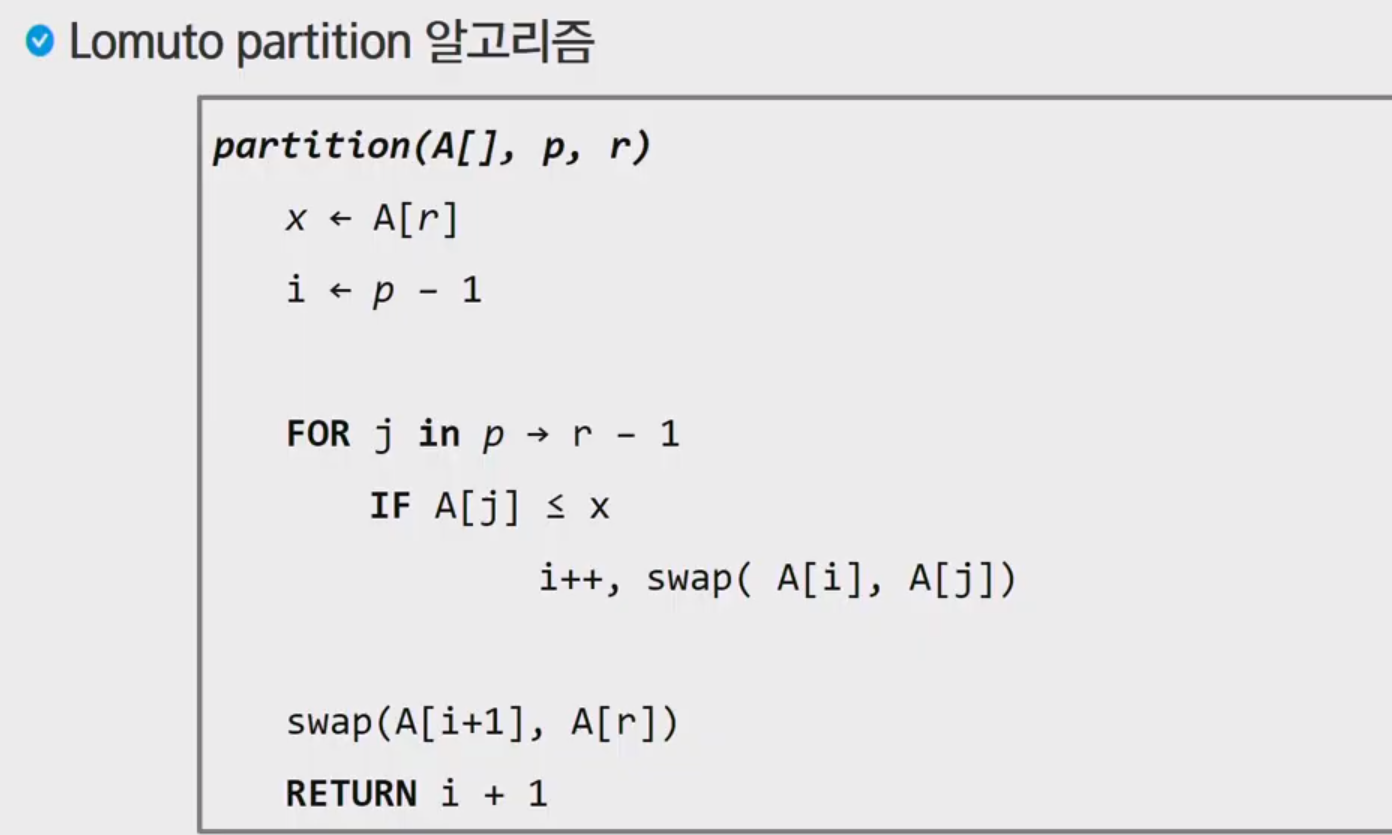 Lomuto partition 알고리즘
partition(A[], p, r)
x ← A[r]
i ← p – 1
FOR j in p → r – 1
IF A[j] ≤ x
i++, swap( A[i], A[j])
swap(A[i+1], A[r])
RETURN i + 1